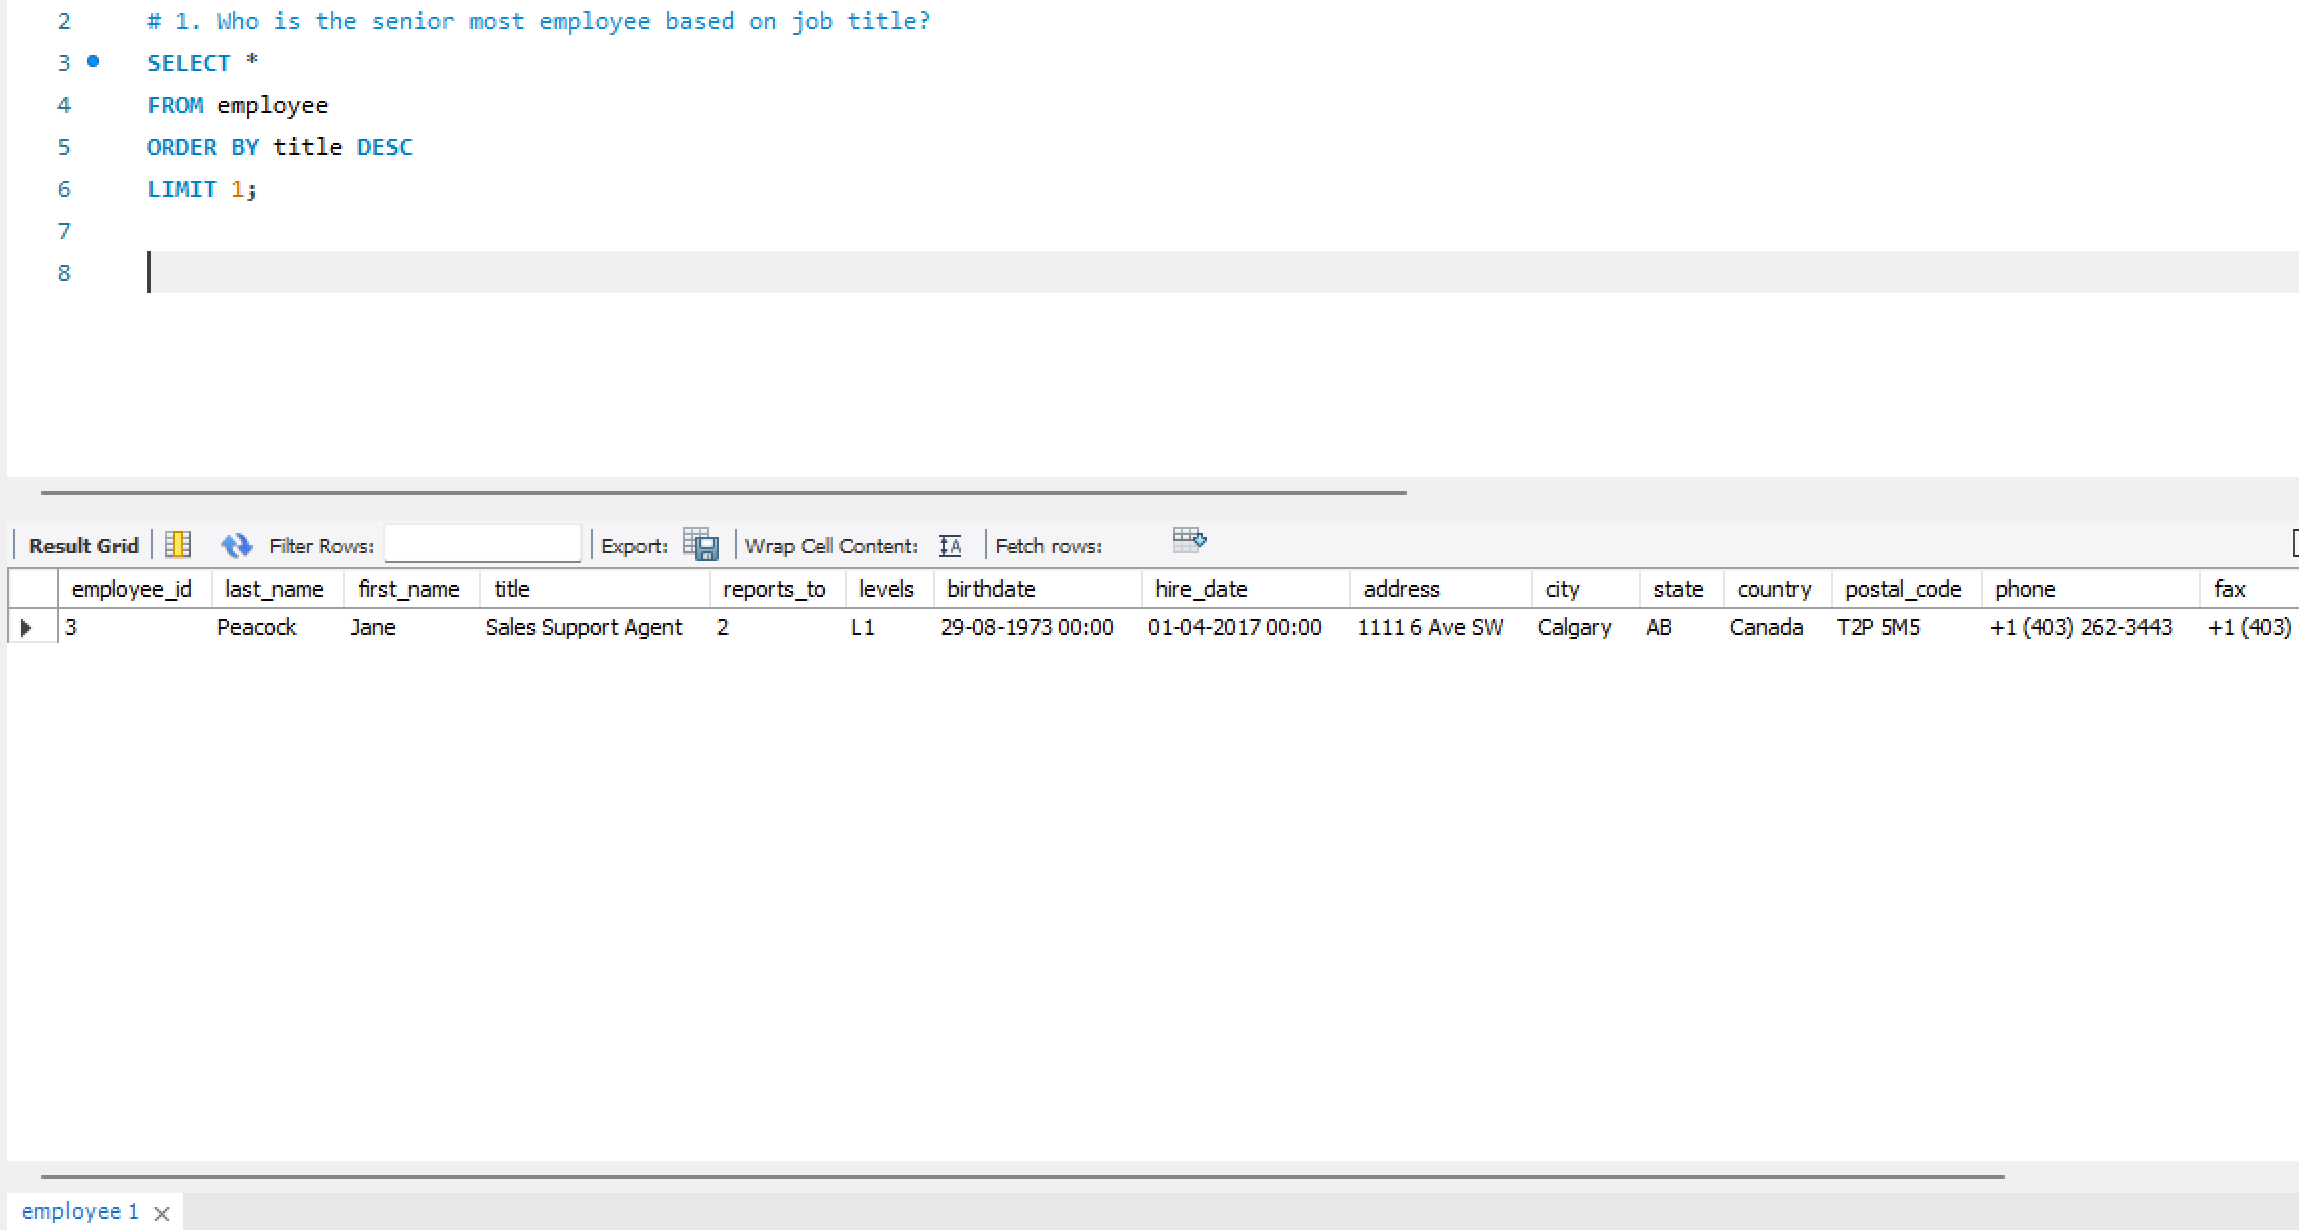 2 # 1. Who is the senior most employee based on job title?
3 SELECT *
4 FROM employee
5 ORDER BY title DESC
6 LIMIT 1;
7
8
Result Grid Filter Rows: Export: Wrap Cell Content: Fetch rows:
employee_id last_name first_name title reports_to levels birthdate hire_date address city state country postal_code phone fax
3 Peacock Jane Sales Support Agent 2 L1 29-08-1973 00:00 01-04-2017 00:00 1111 6 Ave SW Calgary AB Canada T2P 5M5 +1 (403) 262-3443 +1 (403)
employee 1